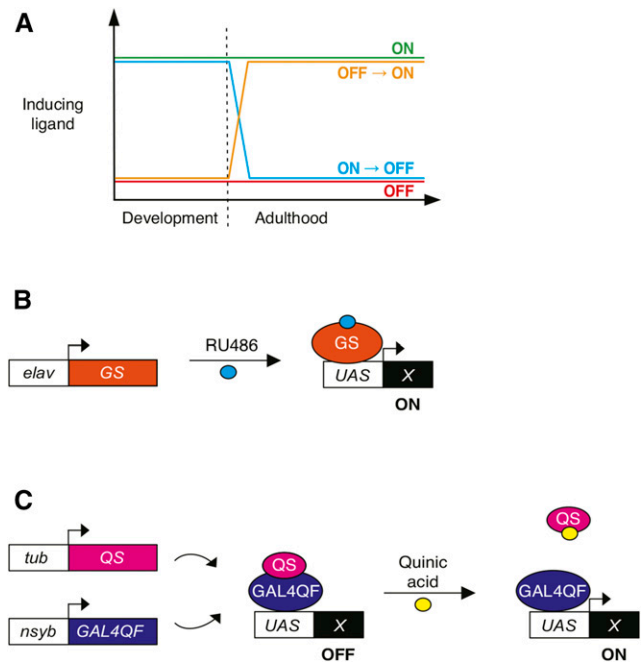 A
ON
OFF → ON
Inducing
ligand
ON → OFF
OFF
Development
Adulthood
B
elav
GS
RU486
GS
UAS
X
ON
C
tub
QS
nsyb
GAL4QF
QS
GAL4QF
UAS
X
OFF
Quinic
acid
QS
GAL4QF
UAS
X
ON